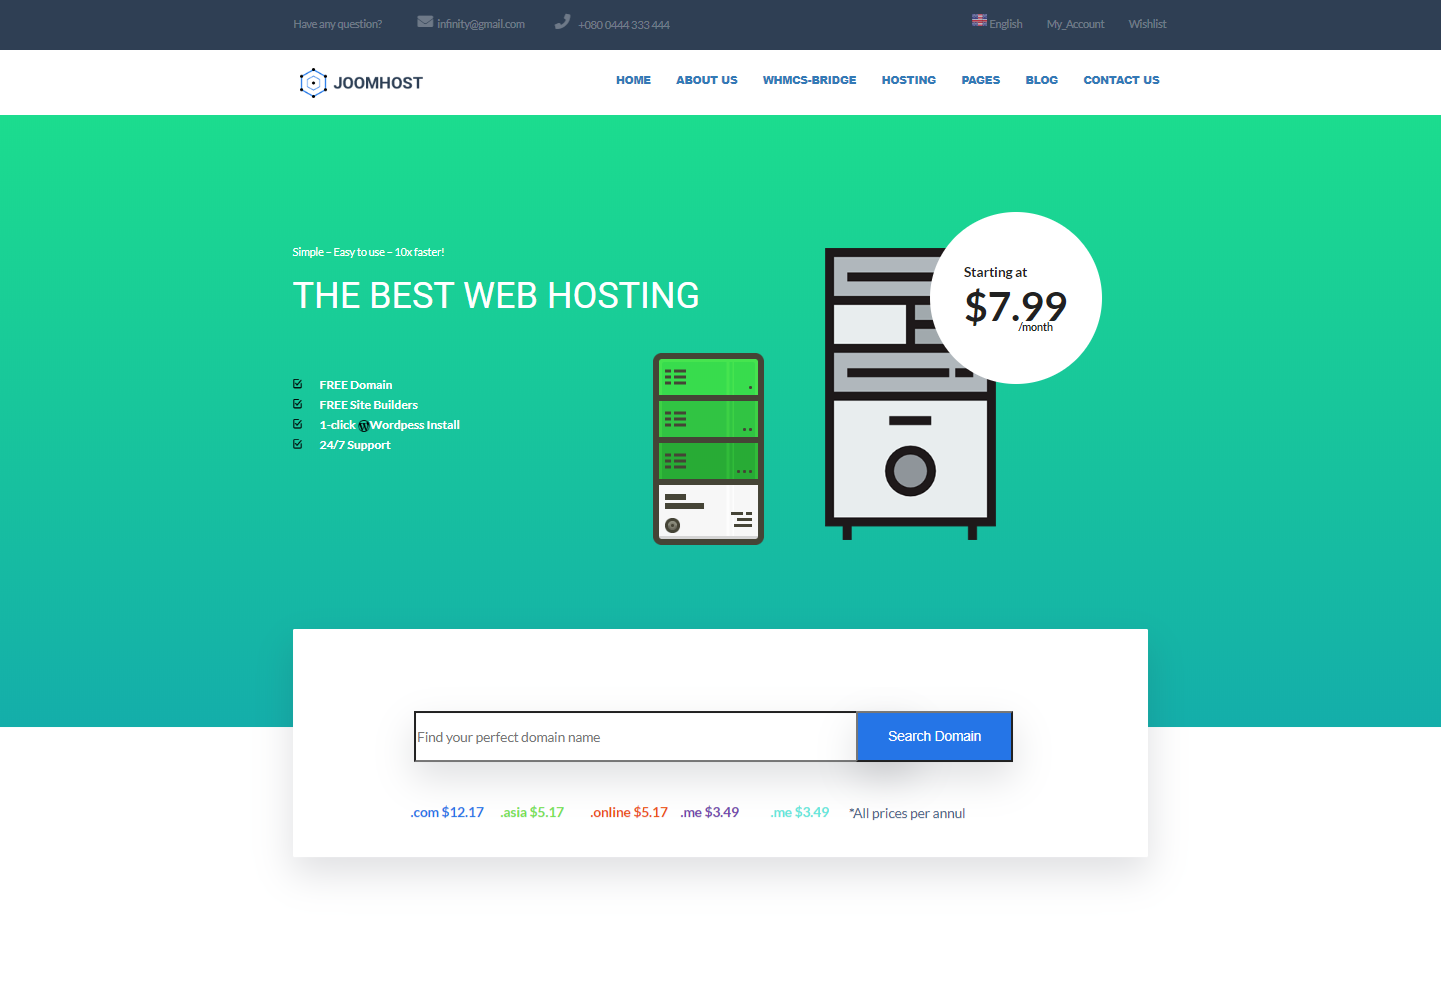 Have any question? infinity@gmail.com +080 0444 333 444 English My_Account Wishlist
JOOMHOST HOME ABOUT US WHMCS-BRIDGE HOSTING PAGES BLOG CONTACT US
Simple – Easy to use – 10x faster!
THE BEST WEB HOSTING
FREE Domain
FREE Site Builders
1-click Wordpess Install
24/7 Support
Starting at
$7.99
/month
Find your perfect domain name Search Domain
.com $12.17 .asia $5.17 .online $5.17 .me $3.49 .me $3.49 *All prices per annul